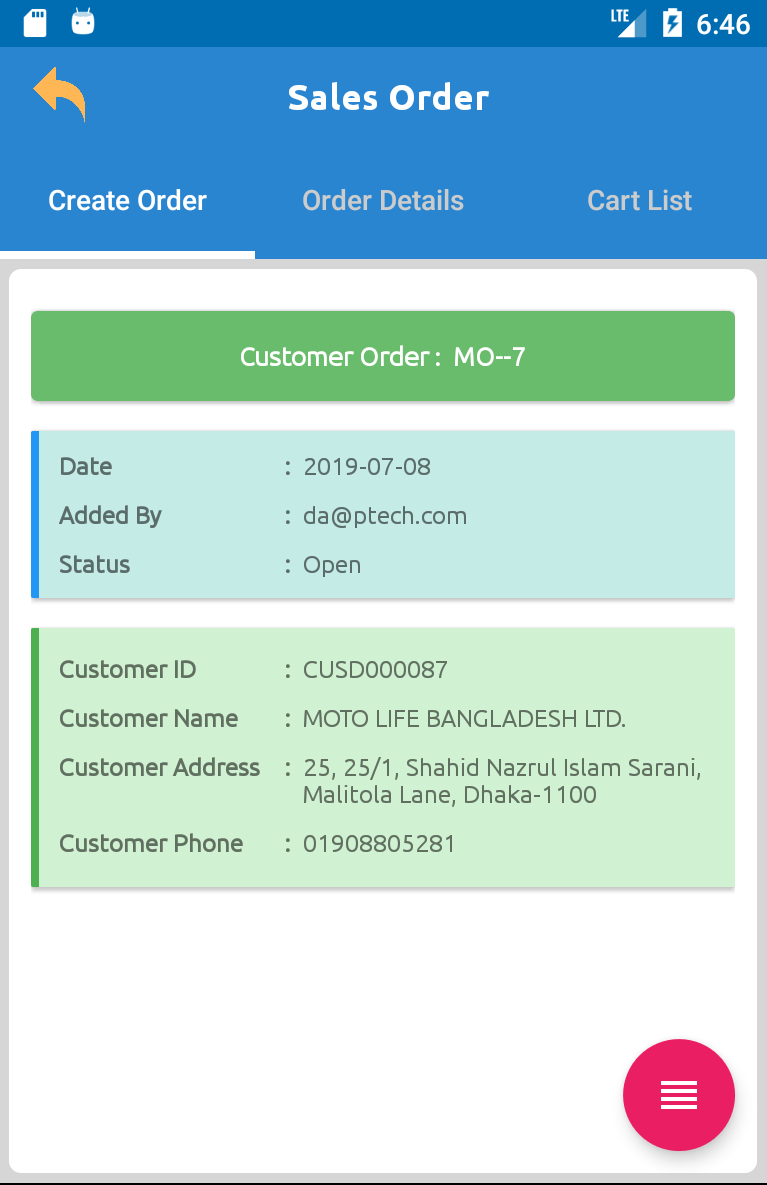 LTE 6:46
Sales Order
Create Order Order Details Cart List
Customer Order : MO--7
Date : 2019-07-08
Added By : da@ptech.com
Status : Open
Customer ID : CUSD000087
Customer Name : MOTO LIFE BANGLADESH LTD.
Customer Address : 25, 25/1, Shahid Nazrul Islam Sarani,
Malitola Lane, Dhaka-1100
Customer Phone : 01908805281